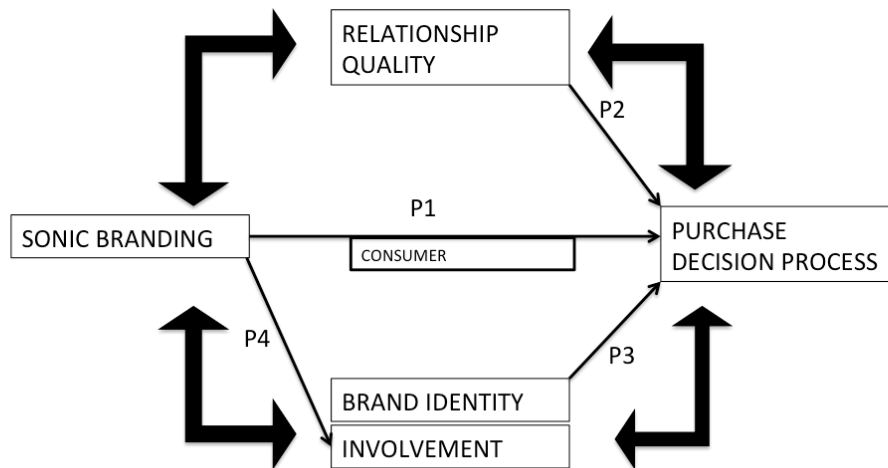 RELATIONSHIP
QUALITY
P2
P1
SONIC BRANDING
CONSUMER
PURCHASE
DECISION PROCESS
P4
P3
BRAND IDENTITY
INVOLVEMENT